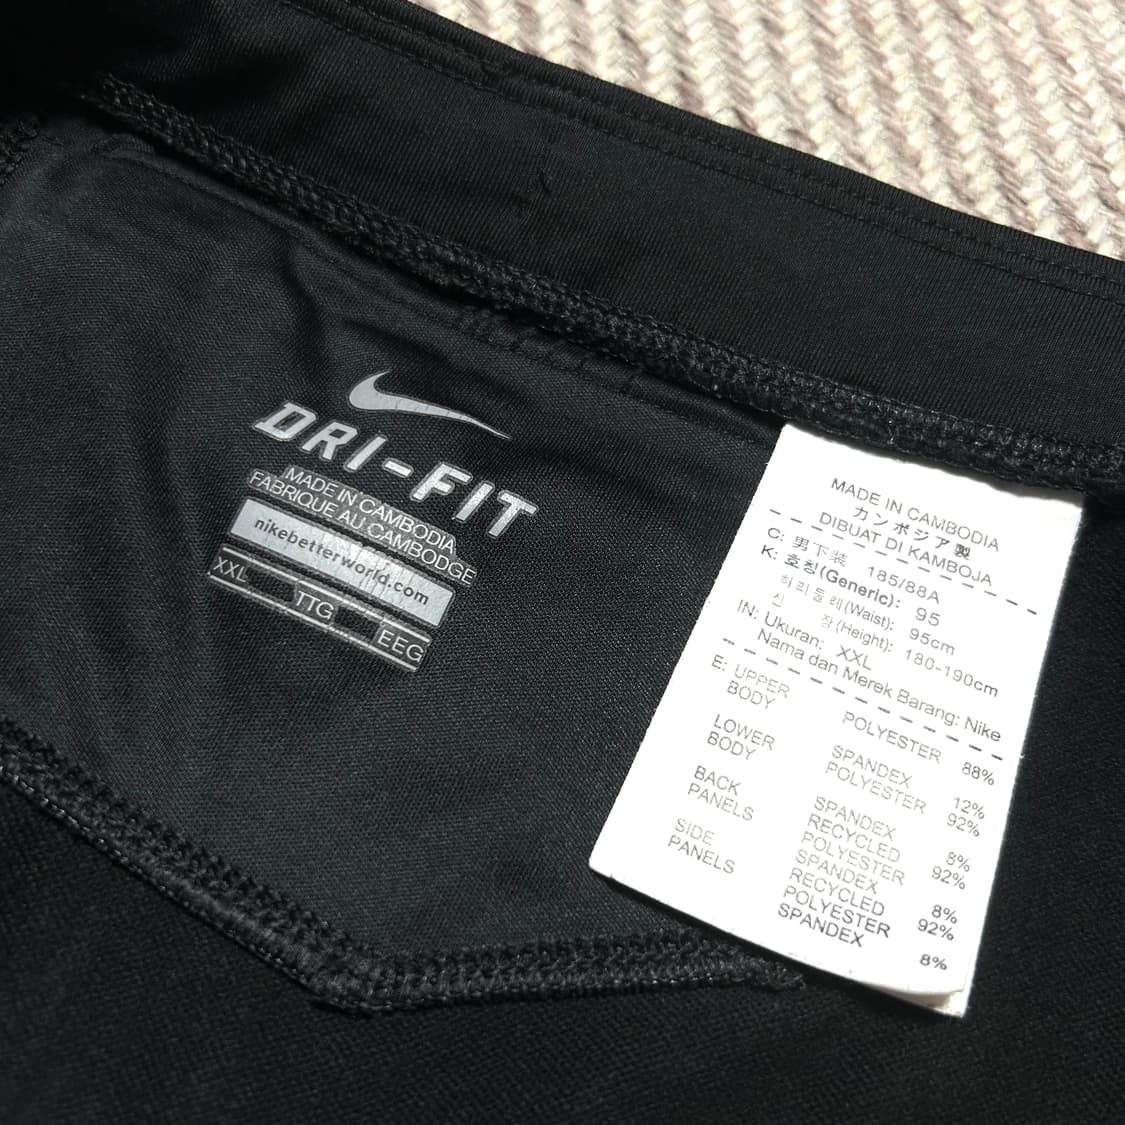 DRI-FIT
MADE IN CAMBODIA
FABRIQUE AU CAMBODGE
nikebetterworld.com
XXL TTG EEG
MADE IN CAMBODIA
カンボジア製
DIBUAT DI KAMBOJA
C: 男下装 185/88A
K: 호칭(Generic): 95
허리둘레(Waist): 95cm
신 장(Height): 180-190cm
IN: Ukuran: XXL
Nama dan Merek Barang: Nike
E: UPPER BODY POLYESTER 88%
SPANDEX 12%
LOWER BODY POLYESTER 92%
SPANDEX 8%
BACK PANELS RECYCLED POLYESTER 92%
SPANDEX 8%
SIDE PANELS RECYCLED POLYESTER 92%
SPANDEX 8%